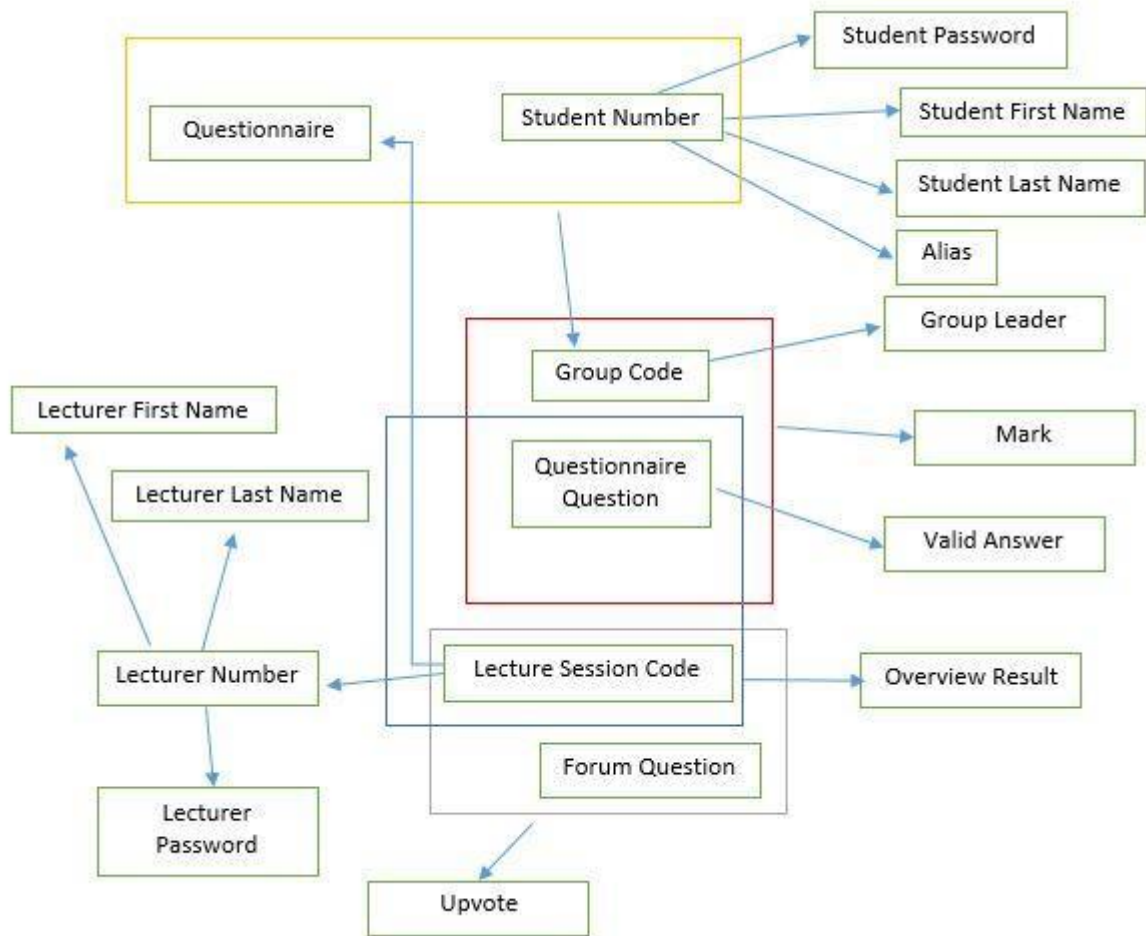 Student Password
Questionnaire
Student Number
Student First Name
Student Last Name
Alias
Group Leader
Group Code
Lecturer First Name
Mark
Questionnaire
Question
Lecturer Last Name
Valid Answer
Lecturer Number
Lecture Session Code
Overview Result
Forum Question
Lecturer
Password
Upvote